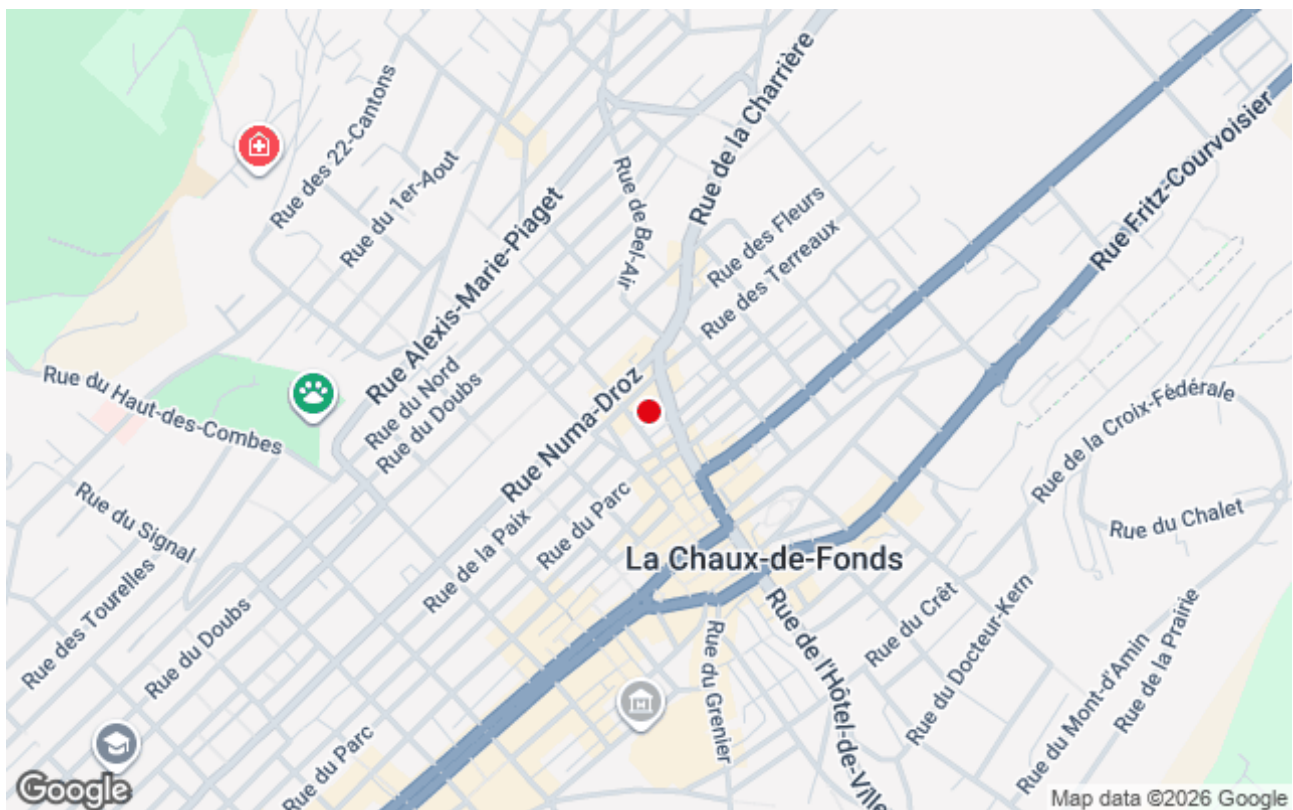 Rue de la Charrière
Rue Fritz-Courvoisier
Rue des 22-Cantons
Rue du 1er-Aout
Rue Alexis-Marie-Piaget
Rue de Bel-Air
Rue des Fleurs
Rue des Terreaux
Rue du Nord
Rue du Doubs
Rue du Haut-des-Combes
Rue Numa-Droz
Rue de la Croix-Fédérale
Rue du Signal
Rue du Parc
Rue de la Paix
Rue du Chalet
La Chaux-de-Fonds
Rue des Tourelles
Rue du Doubs
Rue du Crêt
Rue du Docteur-Kern
Rue de l'Hôtel-de-Ville
Rue du Grenier
Rue du Mont-d'Amin
Rue de la Prairie
Rue du Parc
Google
Map data ©2026 Google